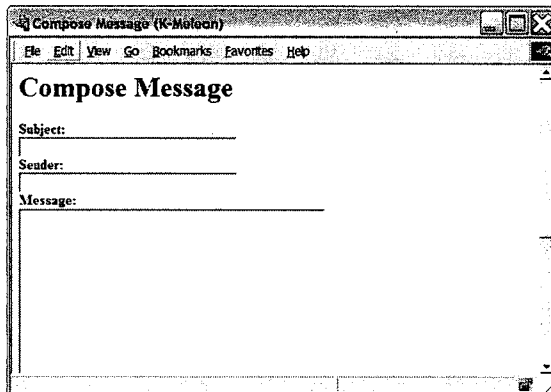 Compose Message (K-Meleon)
File Edit View Go Bookmarks Favorites Help
Compose Message
Subject:
Sender:
Message: